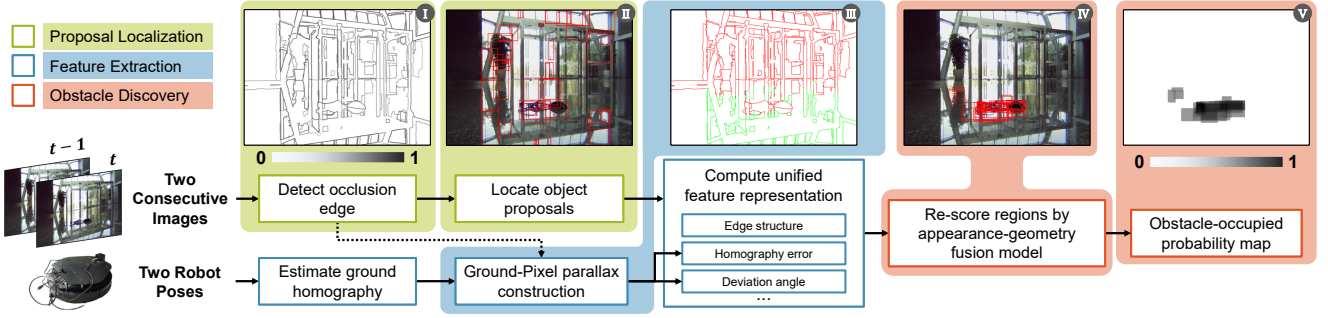 Proposal Localization
Feature Extraction
Obstacle Discovery
I
II
III
IV
V
0
1
0
1
t − 1
t
Two
Consecutive
Images
Detect occlusion
edge
Locate object
proposals
Compute unified
feature representation
Edge structure
Homography error
Deviation angle
...
Re-score regions by
appearance-geometry
fusion model
Obstacle-occupied
probability map
Two Robot
Poses
Estimate ground
homography
Ground-Pixel parallax
construction